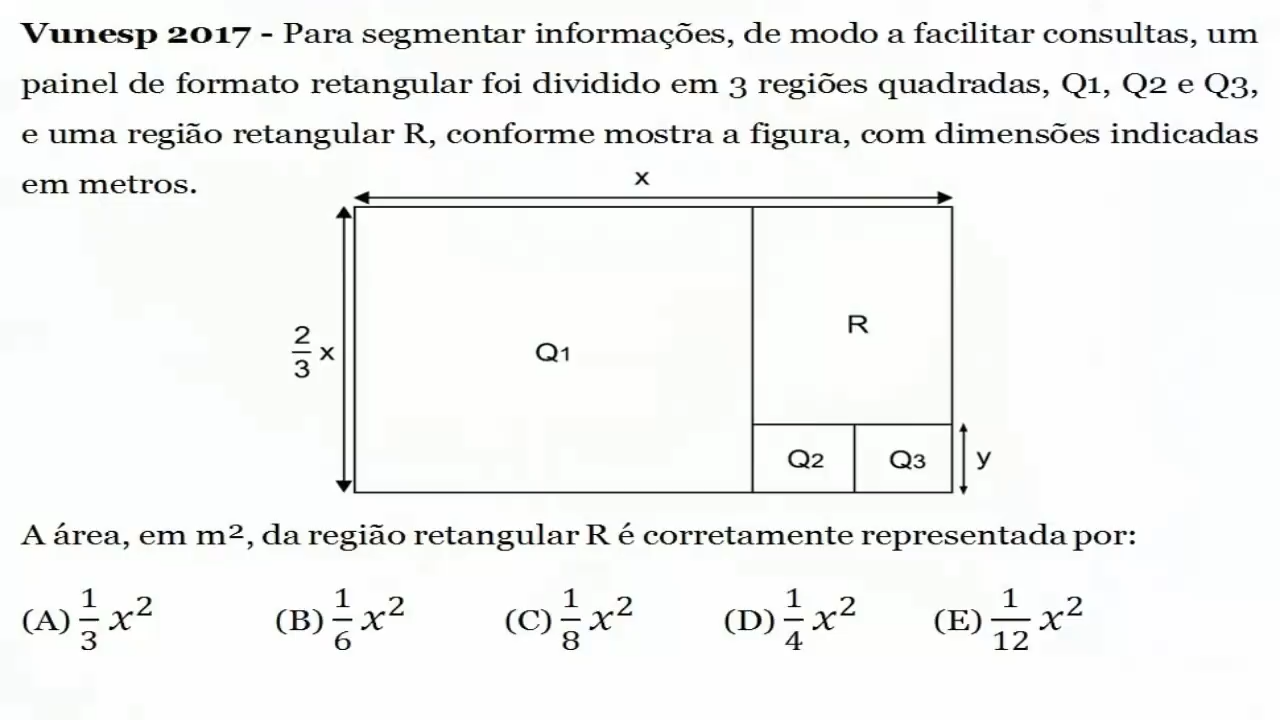 Vunesp 2017 - Para segmentar informações, de modo a facilitar consultas, um
painel de formato retangular foi dividido em 3 regiões quadradas, Q1, Q2 e Q3,
e uma região retangular R, conforme mostra a figura, com dimensões indicadas
em metros.
x
2/3 x
Q1
R
Q2
Q3
y
A área, em m², da região retangular R é corretamente representada por:
(A) 1/3 x² (B) 1/6 x² (C) 1/8 x² (D) 1/4 x² (E) 1/12 x²